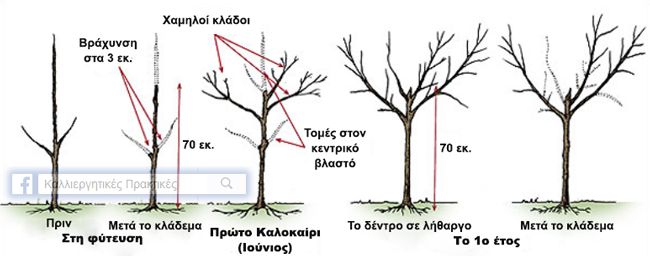 Χαμηλοί κλάδοι
Βράχυνση
στα 3 εκ.
70 εκ.
Τομές στον
κεντρικό
βλαστό
70 εκ.
Καλλιεργητικές Πρακτικές
Πριν
Μετά το κλάδεμα
Στη φύτευση
Πρώτο Καλοκαίρι
(Ιούνιος)
Το δέντρο σε λήθαργο
Μετά το κλάδεμα
Το 1ο έτος